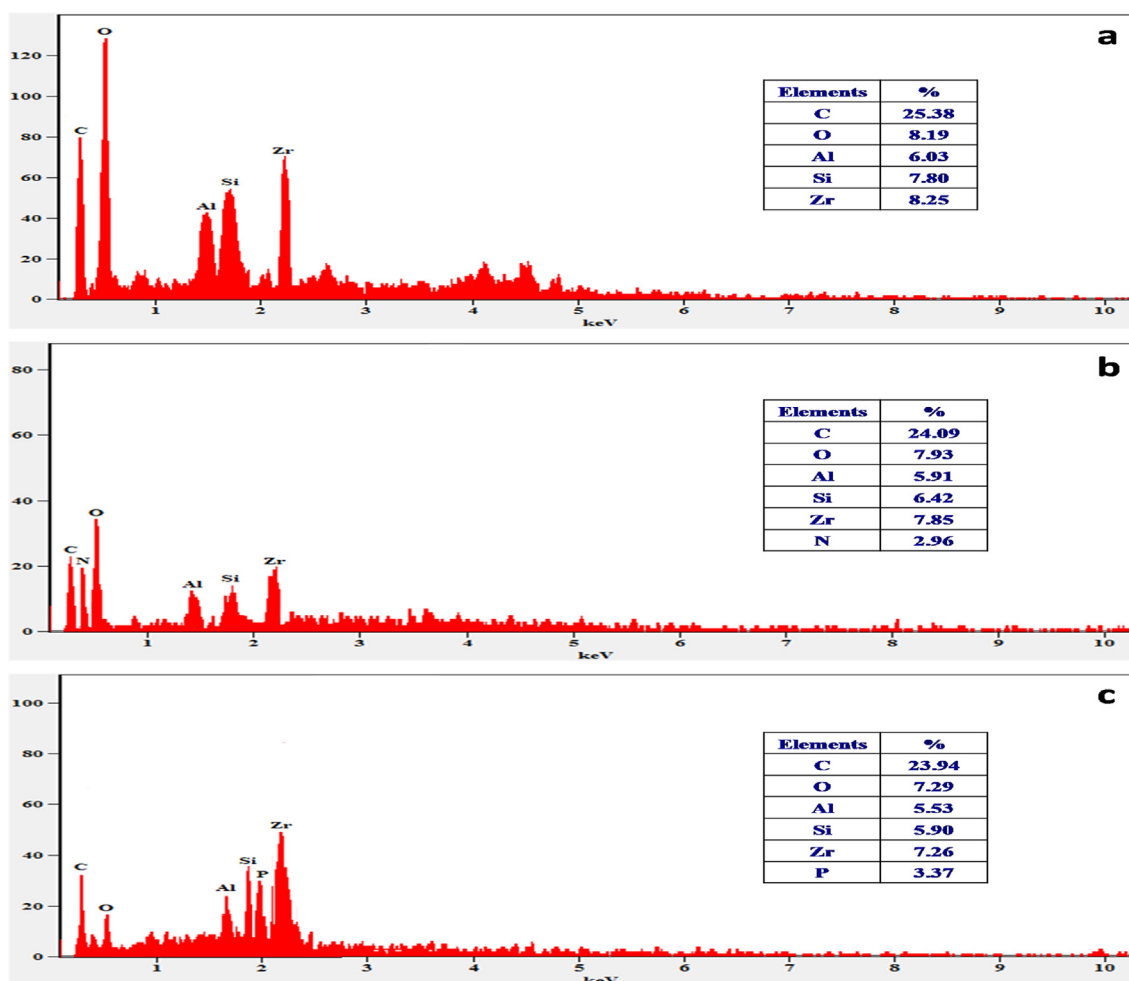 a
O
C
Zr
Si
Al
120
100
80
60
40
20
0
1 2 3 4 5 6 7 8 9 10
keV
Elements %
C 25.38
O 8.19
Al 6.03
Si 7.80
Zr 8.25
b
80
60
40
20
0
C
N
O
Al
Si
Zr
1 2 3 4 5 6 7 8 9 10
keV
Elements %
C 24.09
O 7.93
Al 5.91
Si 6.42
Zr 7.85
N 2.96
c
100
80
60
40
20
0
C
O
Al
Si
P
Zr
1 2 3 4 5 6 7 8 9 10
keV
Elements %
C 23.94
O 7.29
Al 5.53
Si 5.90
Zr 7.26
P 3.37